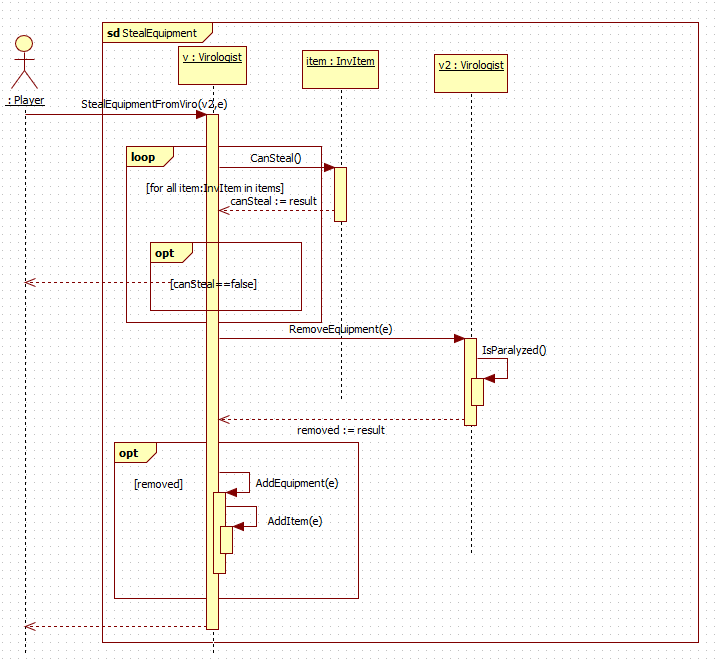 sd StealEquipment
v : Virologist
item : InvItem
v2 : Virologist
: Player
StealEquipmentFromViro(v2,e)
loop
CanSteal()
[for all item:InvItem in items]
canSteal := result
opt
[canSteal==false]
RemoveEquipment(e)
IsParalyzed()
removed := result
opt
[removed]
AddEquipment(e)
AddItem(e)